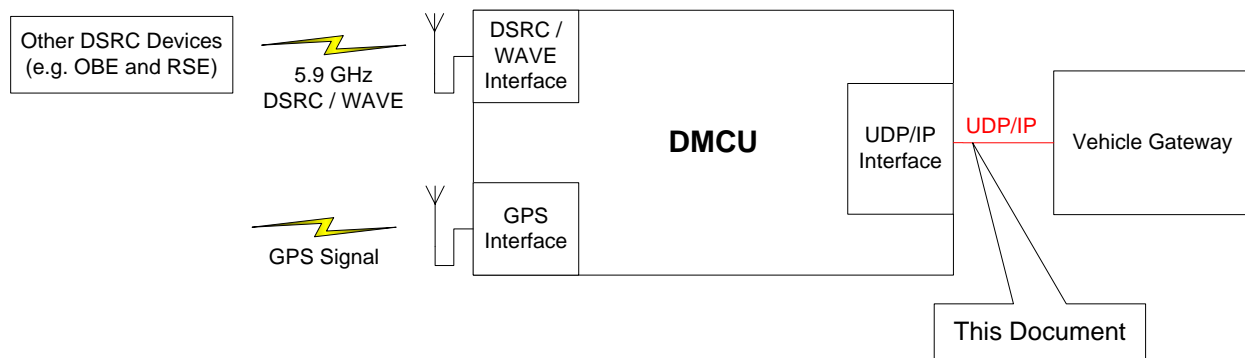 Other DSRC Devices
(e.g. OBE and RSE)
5.9 GHz
DSRC / WAVE
DSRC /
WAVE
Interface
GPS Signal
GPS
Interface
DMCU
UDP/IP
Interface
UDP/IP
Vehicle Gateway
This Document